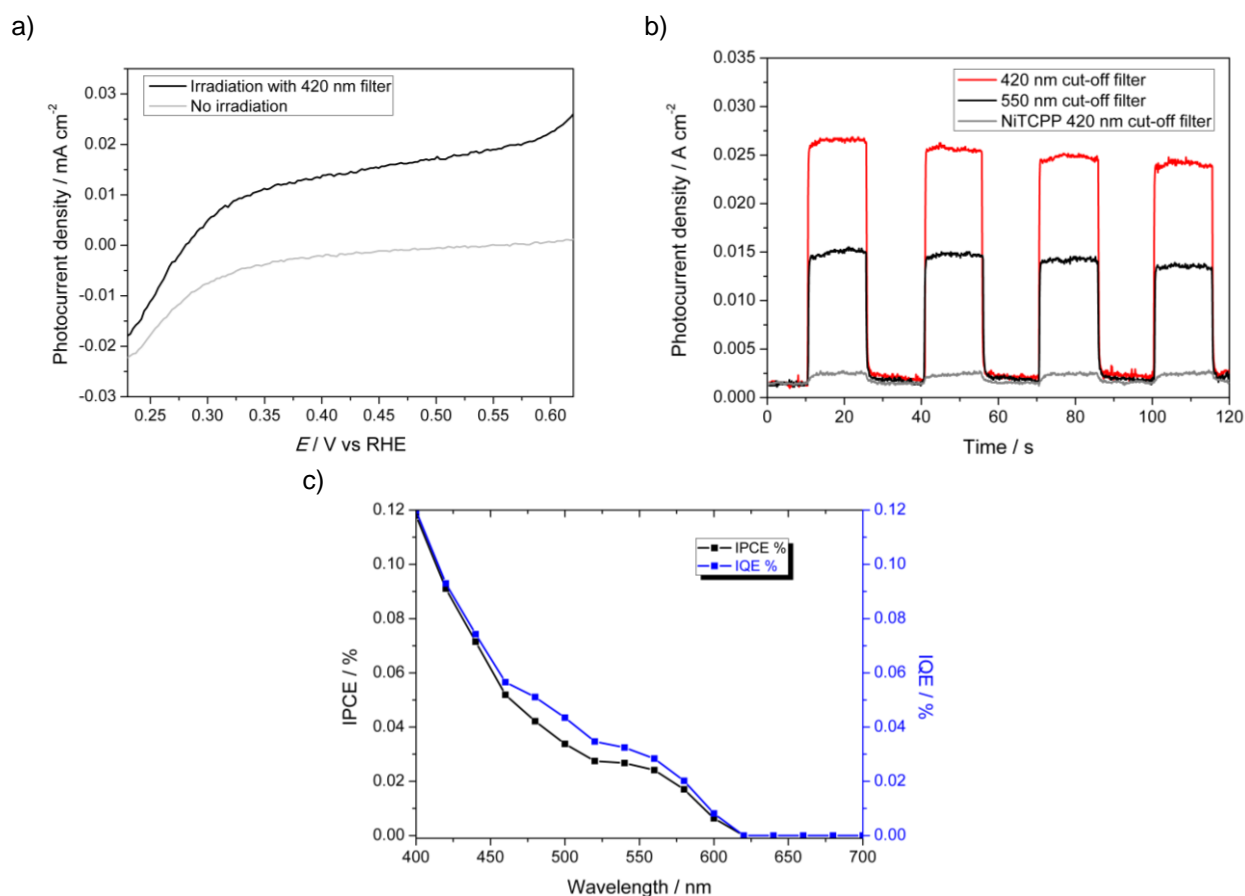 a)
Irradiation with 420 nm filter
No irradiation
Photocurrent density / mA cm⁻²
0.03
0.02
0.01
0.00
-0.01
-0.02
-0.03
0.25 0.30 0.35 0.40 0.45 0.50 0.55 0.60
E / V vs RHE
b)
420 nm cut-off filter
550 nm cut-off filter
NiTCPP 420 nm cut-off filter
Photocurrent density / A cm⁻²
0.035
0.030
0.025
0.020
0.015
0.010
0.005
0.000
0 20 40 60 80 100 120
Time / s
c)
IPCE %
IQE %
IPCE / %
0.12
0.10
0.08
0.06
0.04
0.02
0.00
400 450 500 550 600 650 700
Wavelength / nm
0.12
0.10
0.08
0.06
0.04
0.02
0.00
IQE / %